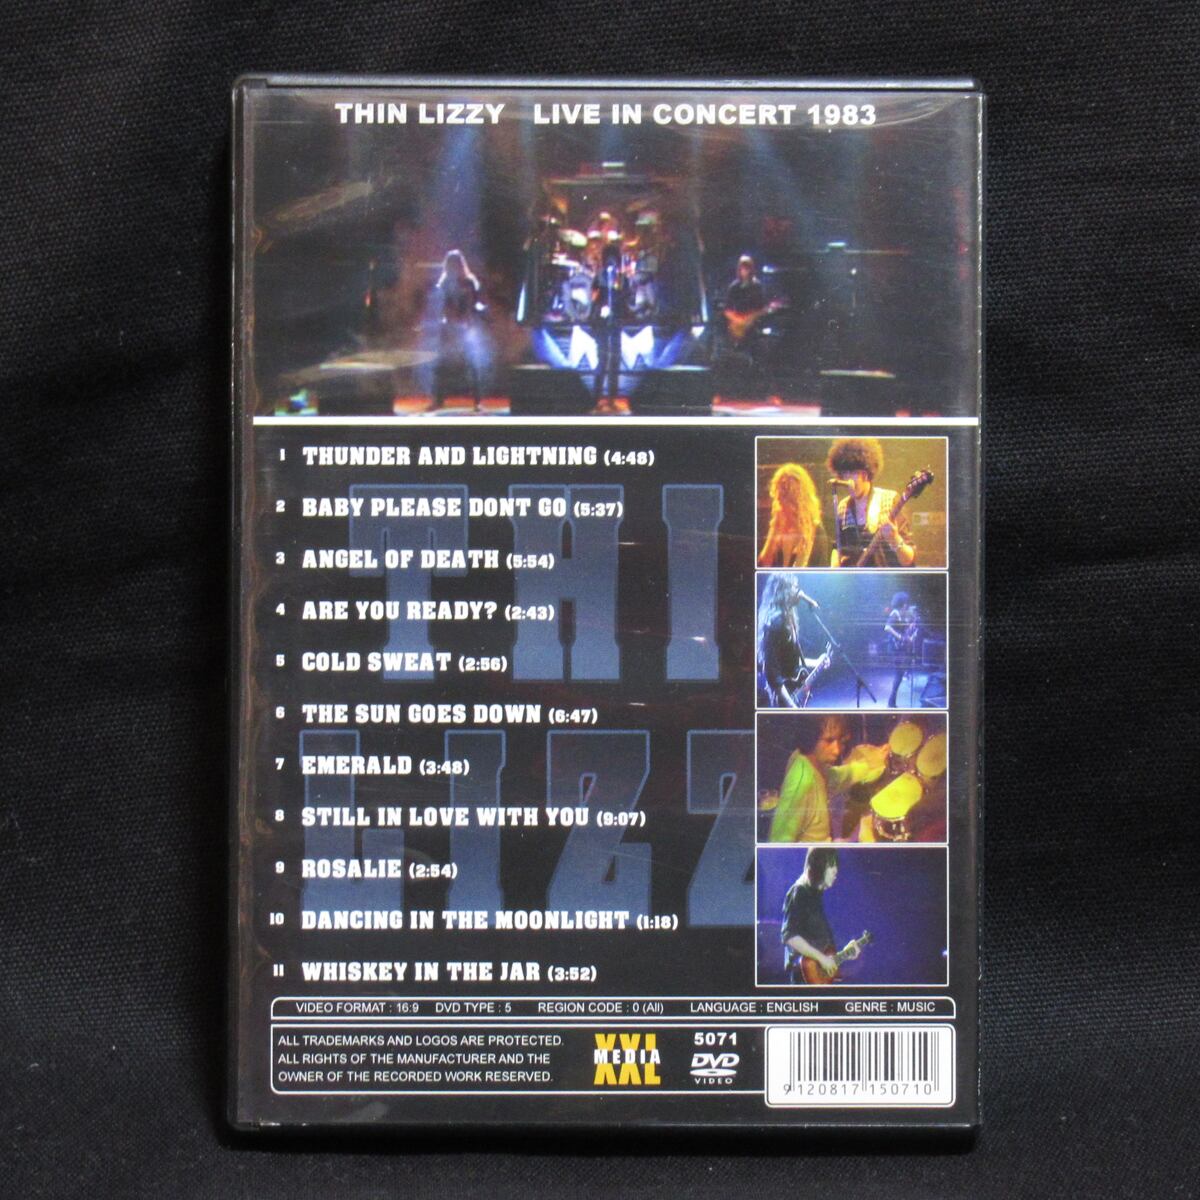 THIN LIZZY LIVE IN CONCERT 1983
1 THUNDER AND LIGHTNING (4:48)
2 BABY PLEASE DONT GO (5:37)
3 ANGEL OF DEATH (5:54)
4 ARE YOU READY? (2:43)
5 COLD SWEAT (2:56)
6 THE SUN GOES DOWN (6:47)
7 EMERALD (3:48)
8 STILL IN LOVE WITH YOU (9:07)
9 ROSALIE (2:54)
10 DANCING IN THE MOONLIGHT (1:18)
11 WHISKEY IN THE JAR (3:52)
THI
LIZZ
VIDEO FORMAT : 16:9 DVD TYPE : 5 REGION CODE : 0 (All) LANGUAGE : ENGLISH GENRE : MUSIC
ALL TRADEMARKS AND LOGOS ARE PROTECTED.
ALL RIGHTS OF THE MANUFACTURER AND THE
OWNER OF THE RECORDED WORK RESERVED.
XXL
MEDIA
XXL
5071
DVD
VIDEO
9 120817 150710